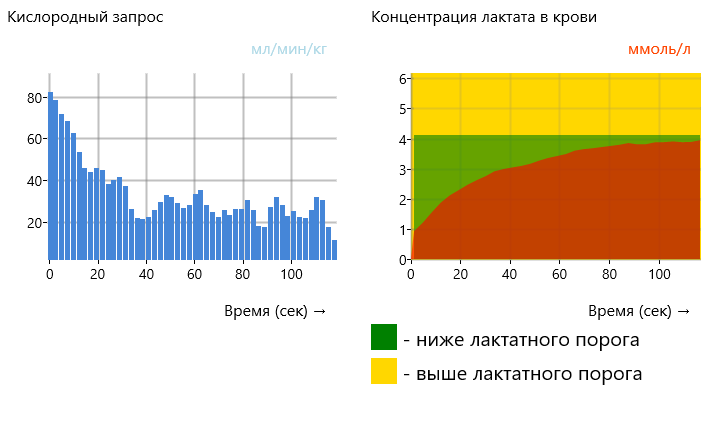 Кислородный запрос
мл/мин/кг
80
60
40
20
0 20 40 60 80 100
Время (сек) →
Концентрация лактата в крови
ммоль/л
6
5
4
3
2
1
0
0 20 40 60 80 100
Время (сек) →
- ниже лактатного порога
- выше лактатного порога